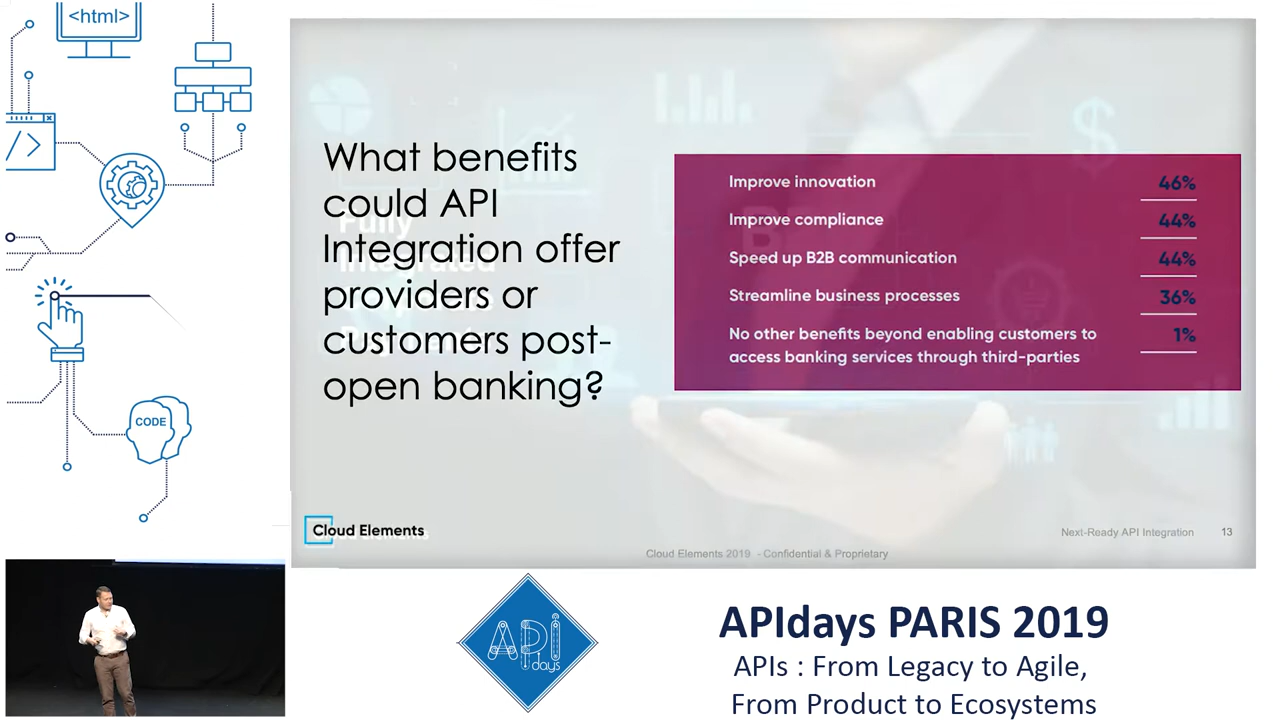 <html>
</>
CODE
What benefits
could API
Integration offer
providers or
customers post-
open banking?
Improve innovation 46%
Improve compliance 44%
Speed up B2B communication 44%
Streamline business processes 36%
No other benefits beyond enabling customers to 1%
access banking services through third-parties
Fully
Integrated
Cloud Elements
Next-Ready API Integration 13
Cloud Elements 2019 - Confidential & Proprietary
API
days
APIdays PARIS 2019
APIs : From Legacy to Agile,
From Product to Ecosystems